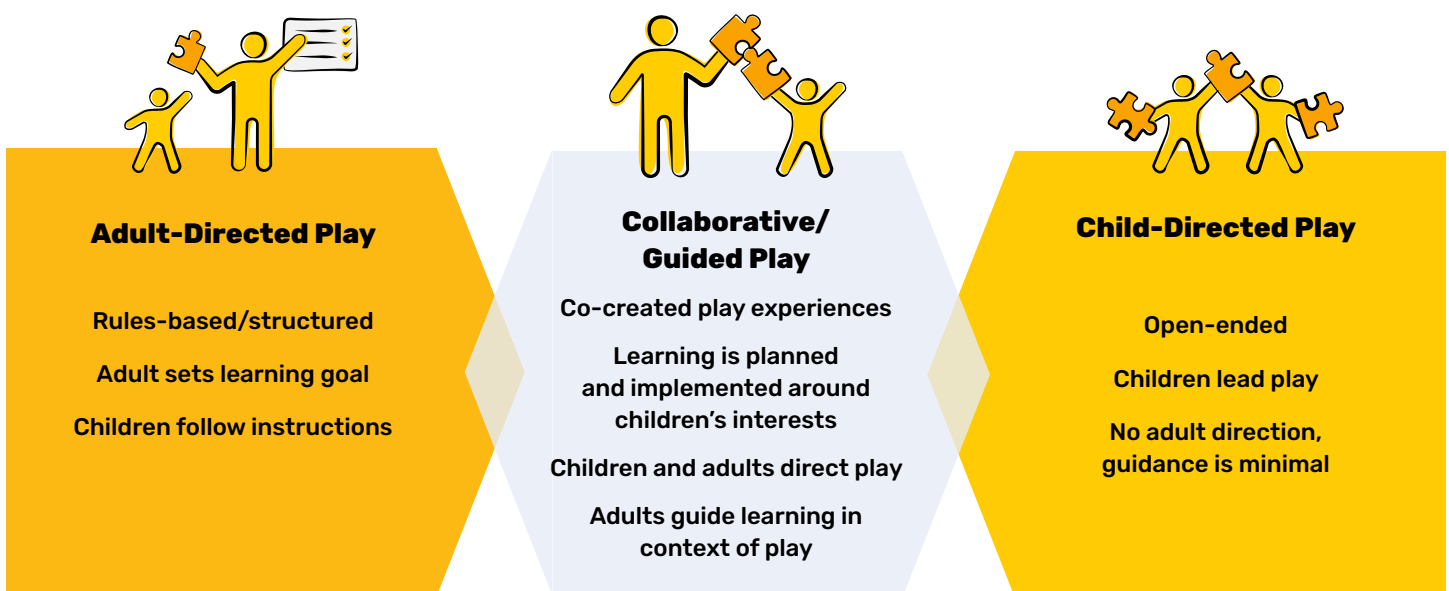 Adult-Directed Play
Rules-based/structured
Adult sets learning goal
Children follow instructions
Collaborative/
Guided Play
Co-created play experiences
Learning is planned
and implemented around
children’s interests
Children and adults direct play
Adults guide learning in
context of play
Child-Directed Play
Open-ended
Children lead play
No adult direction,
guidance is minimal